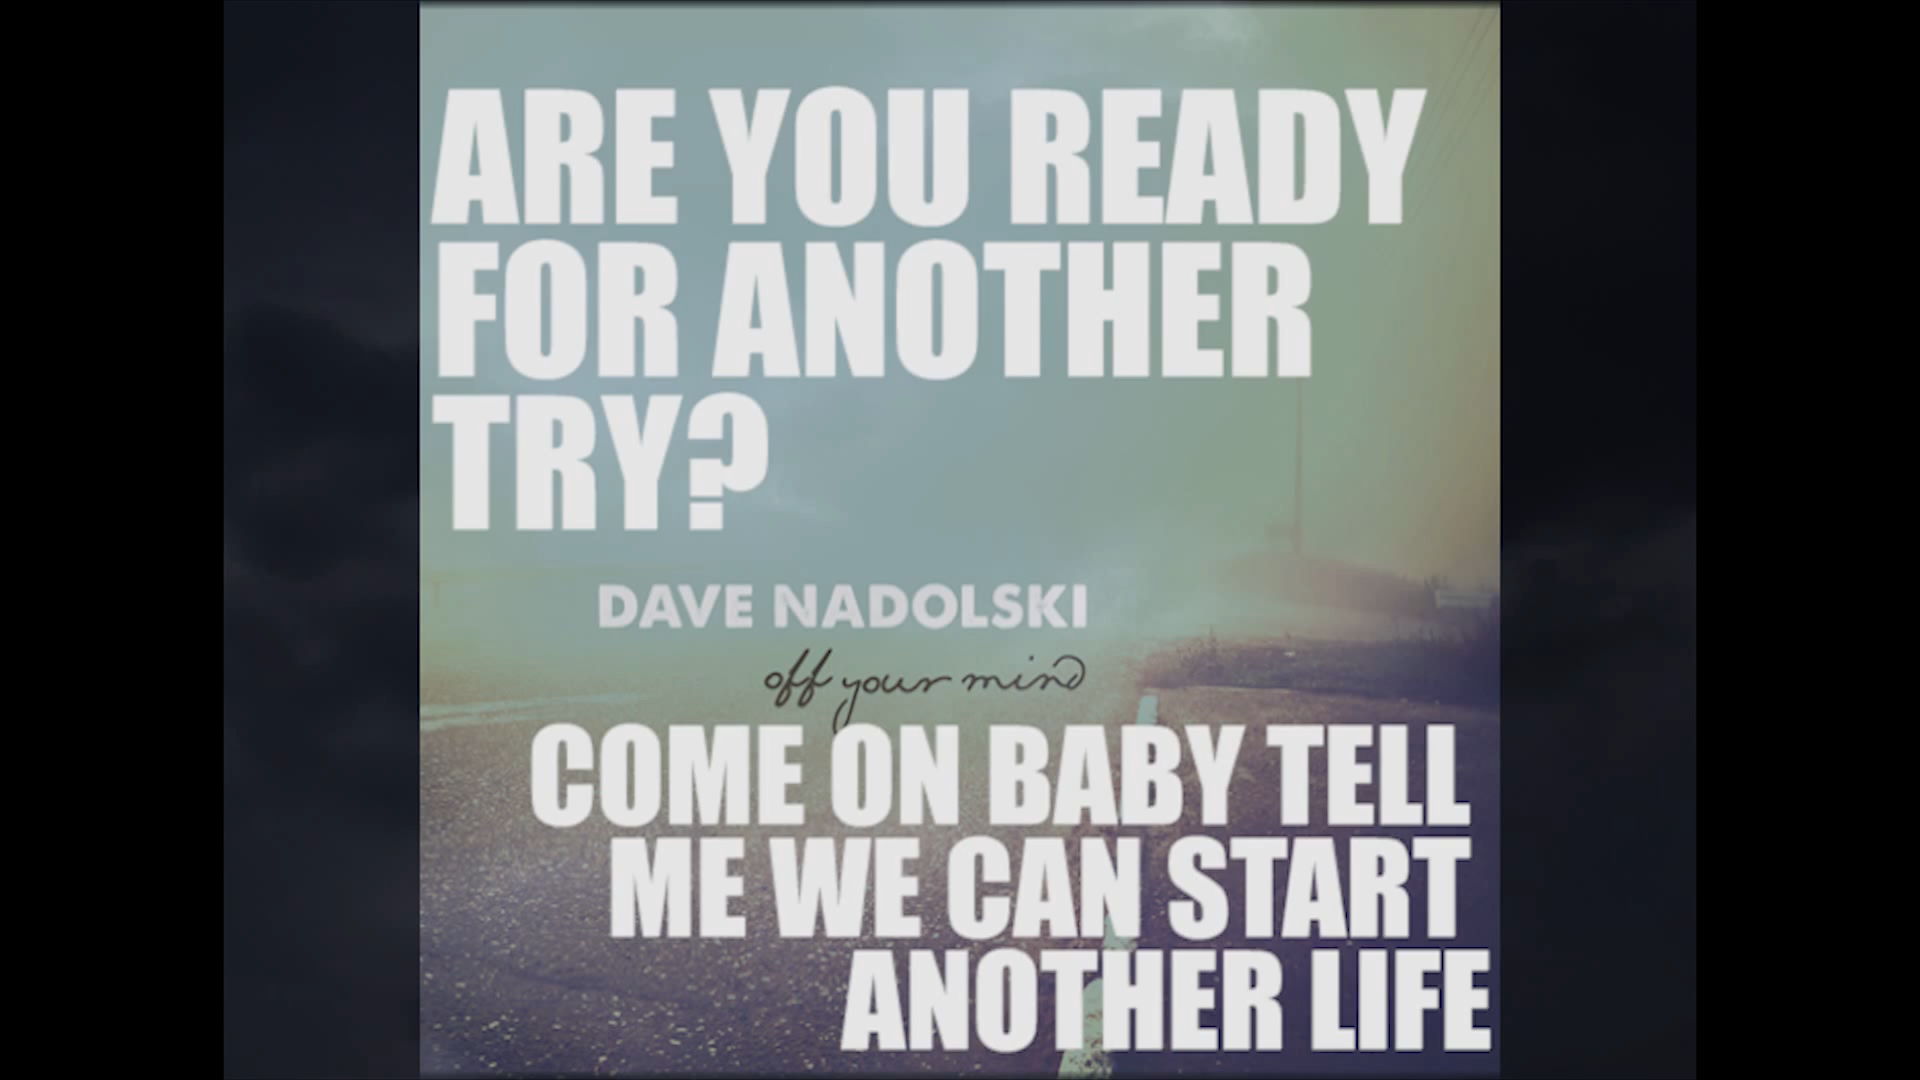 ARE YOU READY
FOR ANOTHER
TRY?
DAVE NADOLSKI
off your mind
COME ON BABY TELL
ME WE CAN START
ANOTHER LIFE